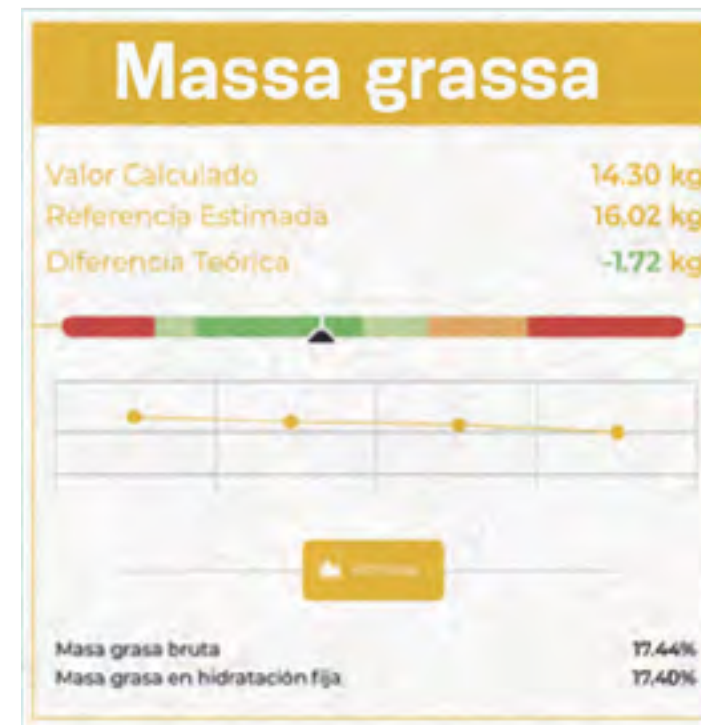 Massa grassa
Valor Calculado 14.30 kg
Referencia Estimada 16.02 kg
Diferencia Teórica -1.72 kg
Masa grasa bruta 17.44%
Masa grasa en hidratación fija 17.40%